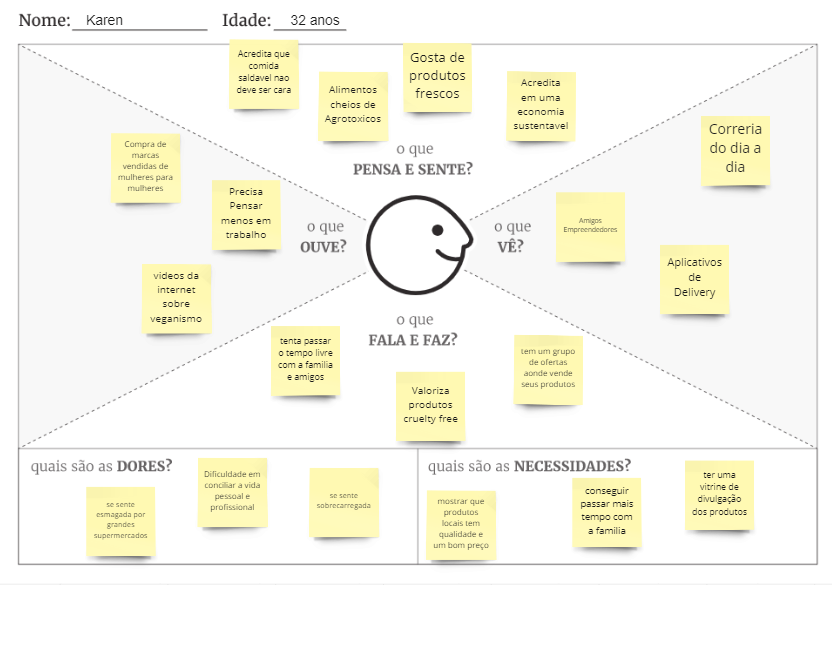 Nome: Karen Idade: 32 anos
Acredita que
comida
saldavel nao
deve ser cara
Alimentos
cheios de
Agrotoxicos
Gosta de
produtos
frescos
Acredita
em uma
economia
sustentavel
o que
PENSA E SENTE?
Compra de
marcas
vendidas de
mulheres para
mulheres
Precisa
Pensar
menos em
trabalho
videos da
internet
sobre
veganismo
o que
OUVE?
o que
VÊ?
Amigos
Empreendedores
Correria
do dia a
dia
Aplicativos
de
Delivery
o que
FALA E FAZ?
tenta passar
o tempo livre
com a familia
e amigos
Valoriza
produtos
cruelty free
tem um grupo
de ofertas
aonde vende
seus produtos
quais são as DORES?
se sente
esmagada por
grandes
supermercados
Dificuldade em
conciliar a vida
pessoal e
profissional
se sente
sobrecarregada
quais são as NECESSIDADES?
mostrar que
produtos
locais tem
qualidade e
um bom preço
conseguir
passar mais
tempo com
a familia
ter uma
vitrine de
divulgação
dos produtos